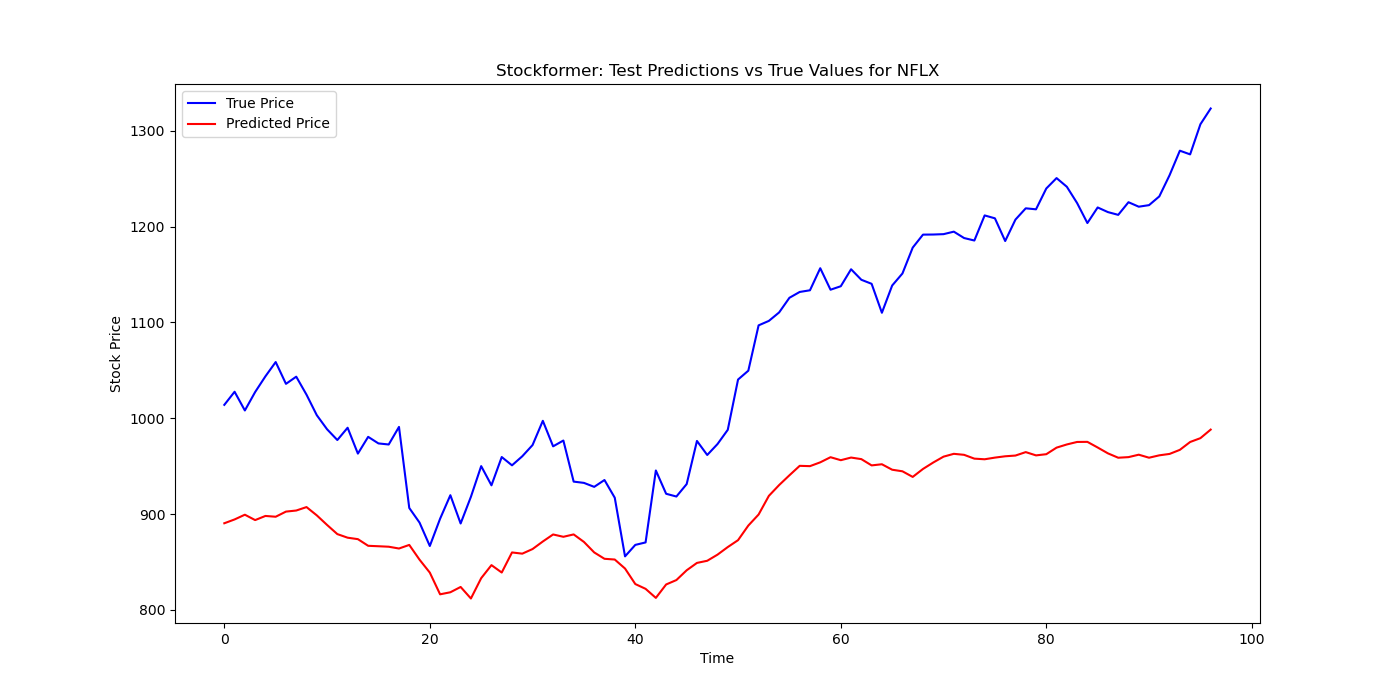 Stockformer: Test Predictions vs True Values for NFLX
True Price
Predicted Price
1300
1200
1100
1000
900
800
Stock Price
0 20 40 60 80 100
Time